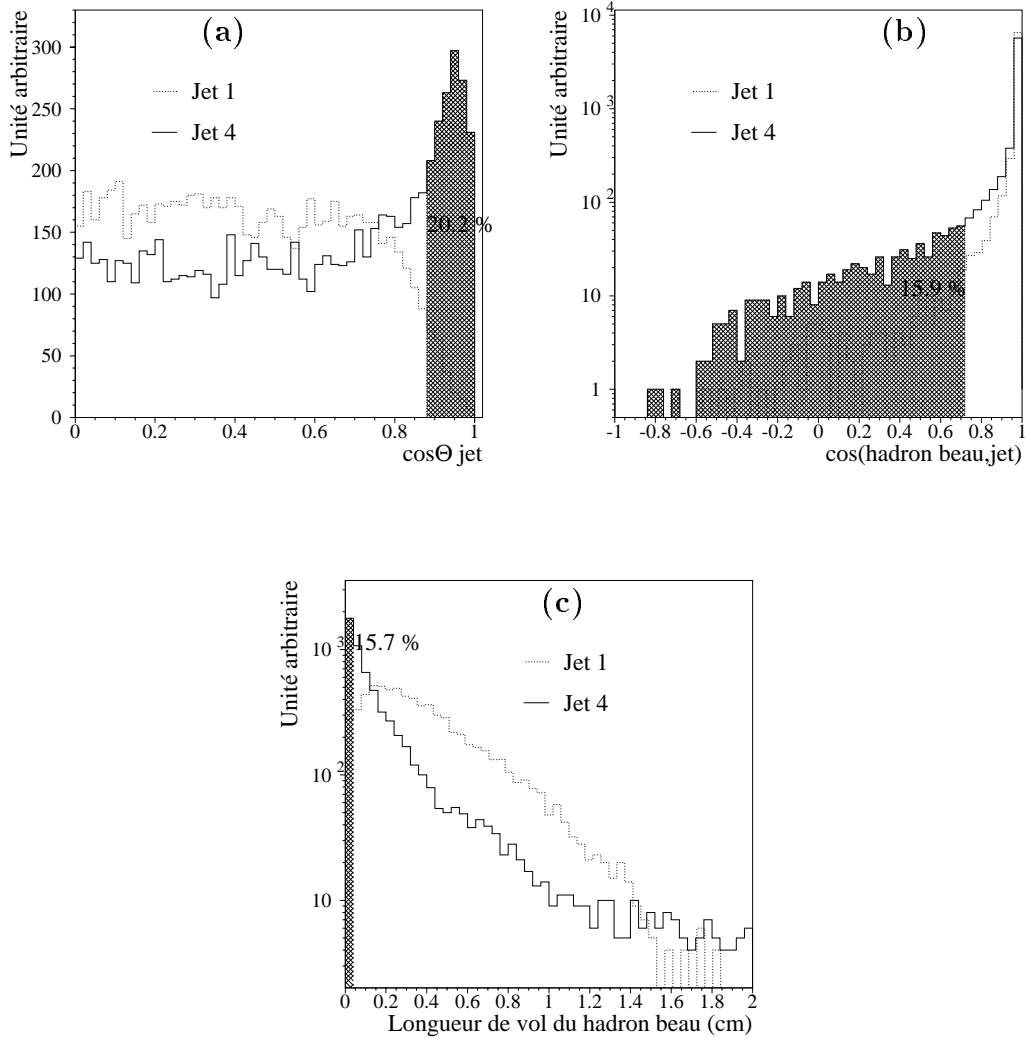 (a)
Unité arbitraire
300
250
200
150
100
50
0
Jet 1
Jet 4
20.2 %
0 0.2 0.4 0.6 0.8 1
cosΘ jet
(b)
Unité arbitraire
10 4
10 3
10 2
10
1
Jet 1
Jet 4
15.9 %
-1 -0.8 -0.6 -0.4 -0.2 0 0.2 0.4 0.6 0.8 1
cos(hadron beau,jet)
(c)
Unité arbitraire
10 3
10 2
10
15.7 %
Jet 1
Jet 4
0 0.2 0.4 0.6 0.8 1 1.2 1.4 1.6 1.8 2
Longueur de vol du hadron beau (cm)